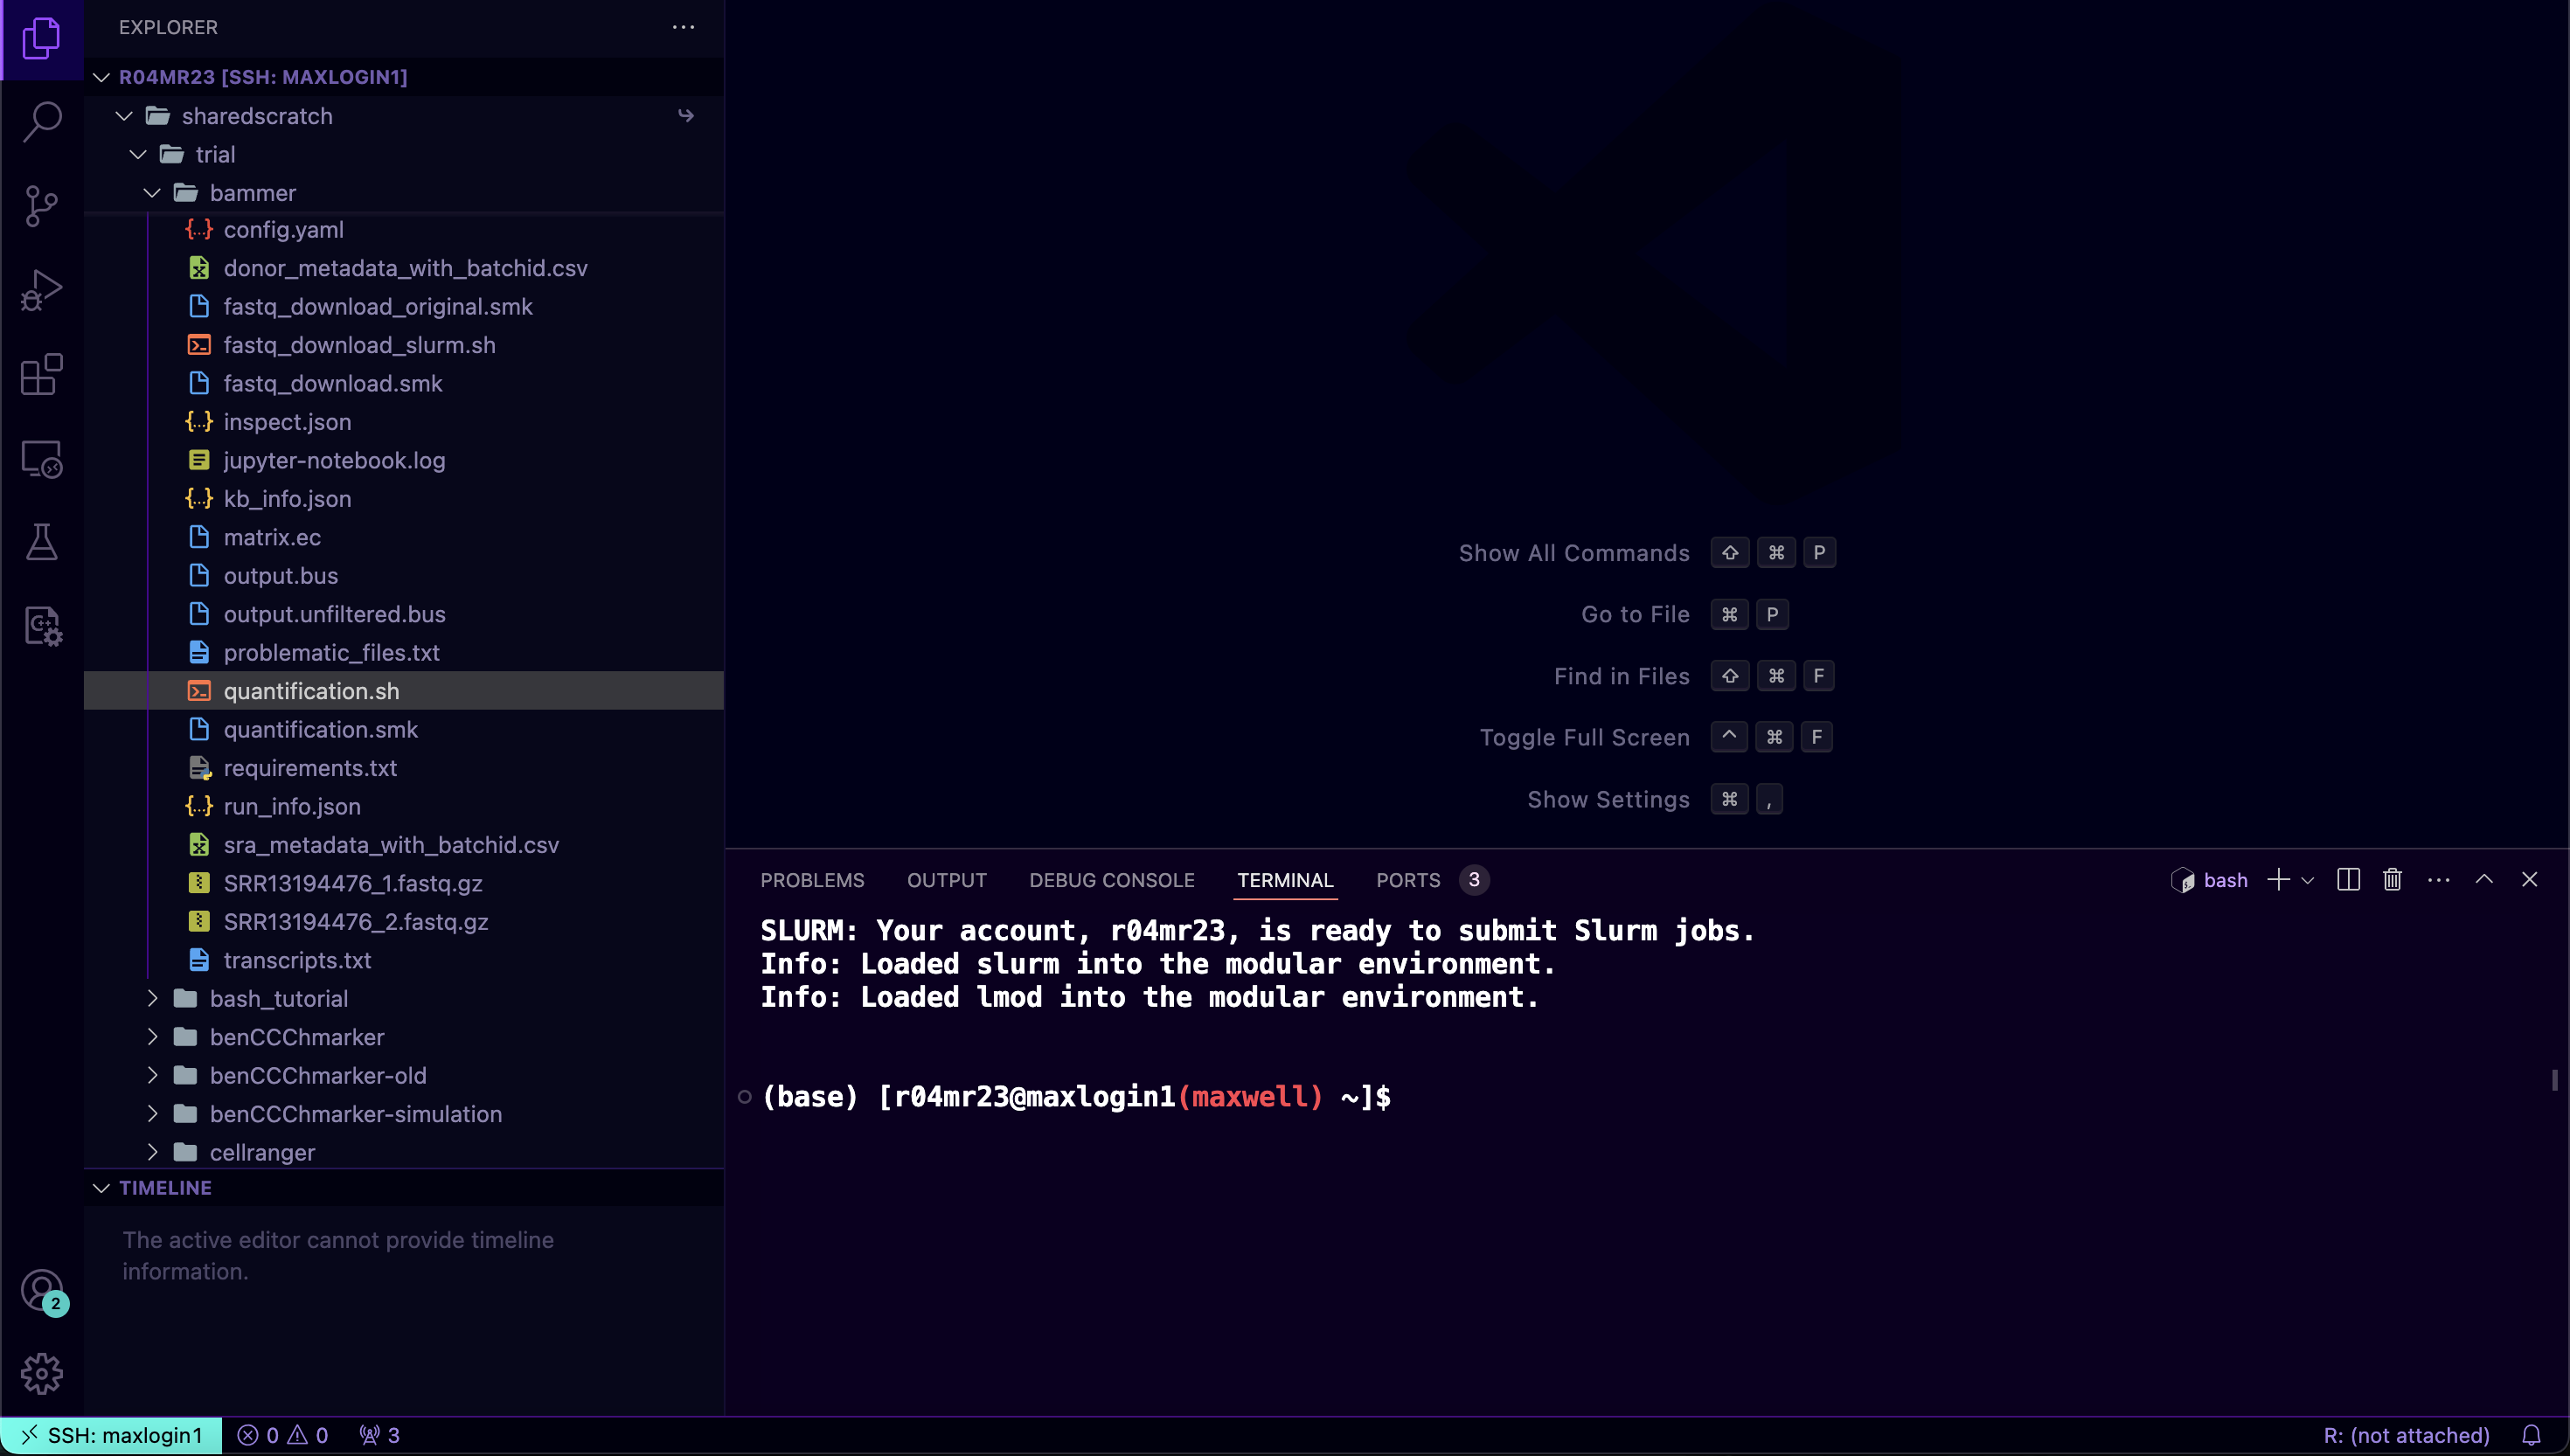 EXPLORER
R04MR23 [SSH: MAXLOGIN1]
sharedscratch
trial
bammer
config.yaml
donor_metadata_with_batchid.csv
fastq_download_original.smk
fastq_download_slurm.sh
fastq_download.smk
inspect.json
jupyter-notebook.log
kb_info.json
matrix.ec
output.bus
output.unfiltered.bus
problematic_files.txt
quantification.sh
quantification.smk
requirements.txt
run_info.json
sra_metadata_with_batchid.csv
SRR13194476_1.fastq.gz
SRR13194476_2.fastq.gz
transcripts.txt
bash_tutorial
benCCChmarker
benCCChmarker-old
benCCChmarker-simulation
cellranger
TIMELINE
The active editor cannot provide timeline
information.
2
Show All Commands ⇧ ⌘ P
Go to File ⌘ P
Find in Files ⇧ ⌘ F
Toggle Full Screen ^ ⌘ F
Show Settings ⌘ ,
PROBLEMS OUTPUT DEBUG CONSOLE TERMINAL PORTS 3 bash
SLURM: Your account, r04mr23, is ready to submit Slurm jobs.
Info: Loaded slurm into the modular environment.
Info: Loaded lmod into the modular environment.
(base) [r04mr23@maxlogin1(maxwell) ~]$
SSH: maxlogin1 0 0 3 R: (not attached)